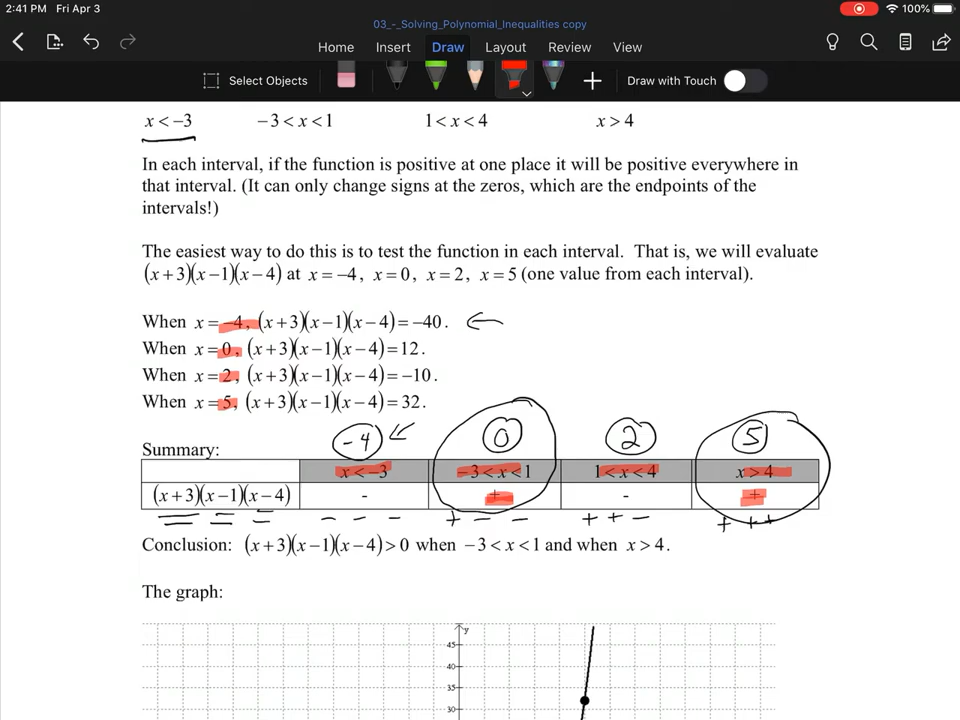 2:41 PM Fri Apr 3
100%
03_-_Solving_Polynomial_Inequalities copy
Home Insert Draw Layout Review View
Select Objects
Draw with Touch
x < −3 −3 < x < 1 1 < x < 4 x > 4
In each interval, if the function is positive at one place it will be positive everywhere in
that interval. (It can only change signs at the zeros, which are the endpoints of the
intervals!)
The easiest way to do this is to test the function in each interval. That is, we will evaluate
(x+3)(x−1)(x−4) at x = −4, x = 0, x = 2, x = 5 (one value from each interval).
When x = −4, (x+3)(x−1)(x−4) = −40.
When x = 0, (x+3)(x−1)(x−4) = 12.
When x = 2, (x+3)(x−1)(x−4) = −10.
When x = 5, (x+3)(x−1)(x−4) = 32.
-4 0 2 5
Summary:
x < −3 −3 < x < 1 1 < x < 4 x > 4
(x+3)(x−1)(x−4) - + - +
− − − + − − + + − + + +
Conclusion: (x+3)(x−1)(x−4) > 0 when −3 < x < 1 and when x > 4.
The graph:
y
45
40
35
30